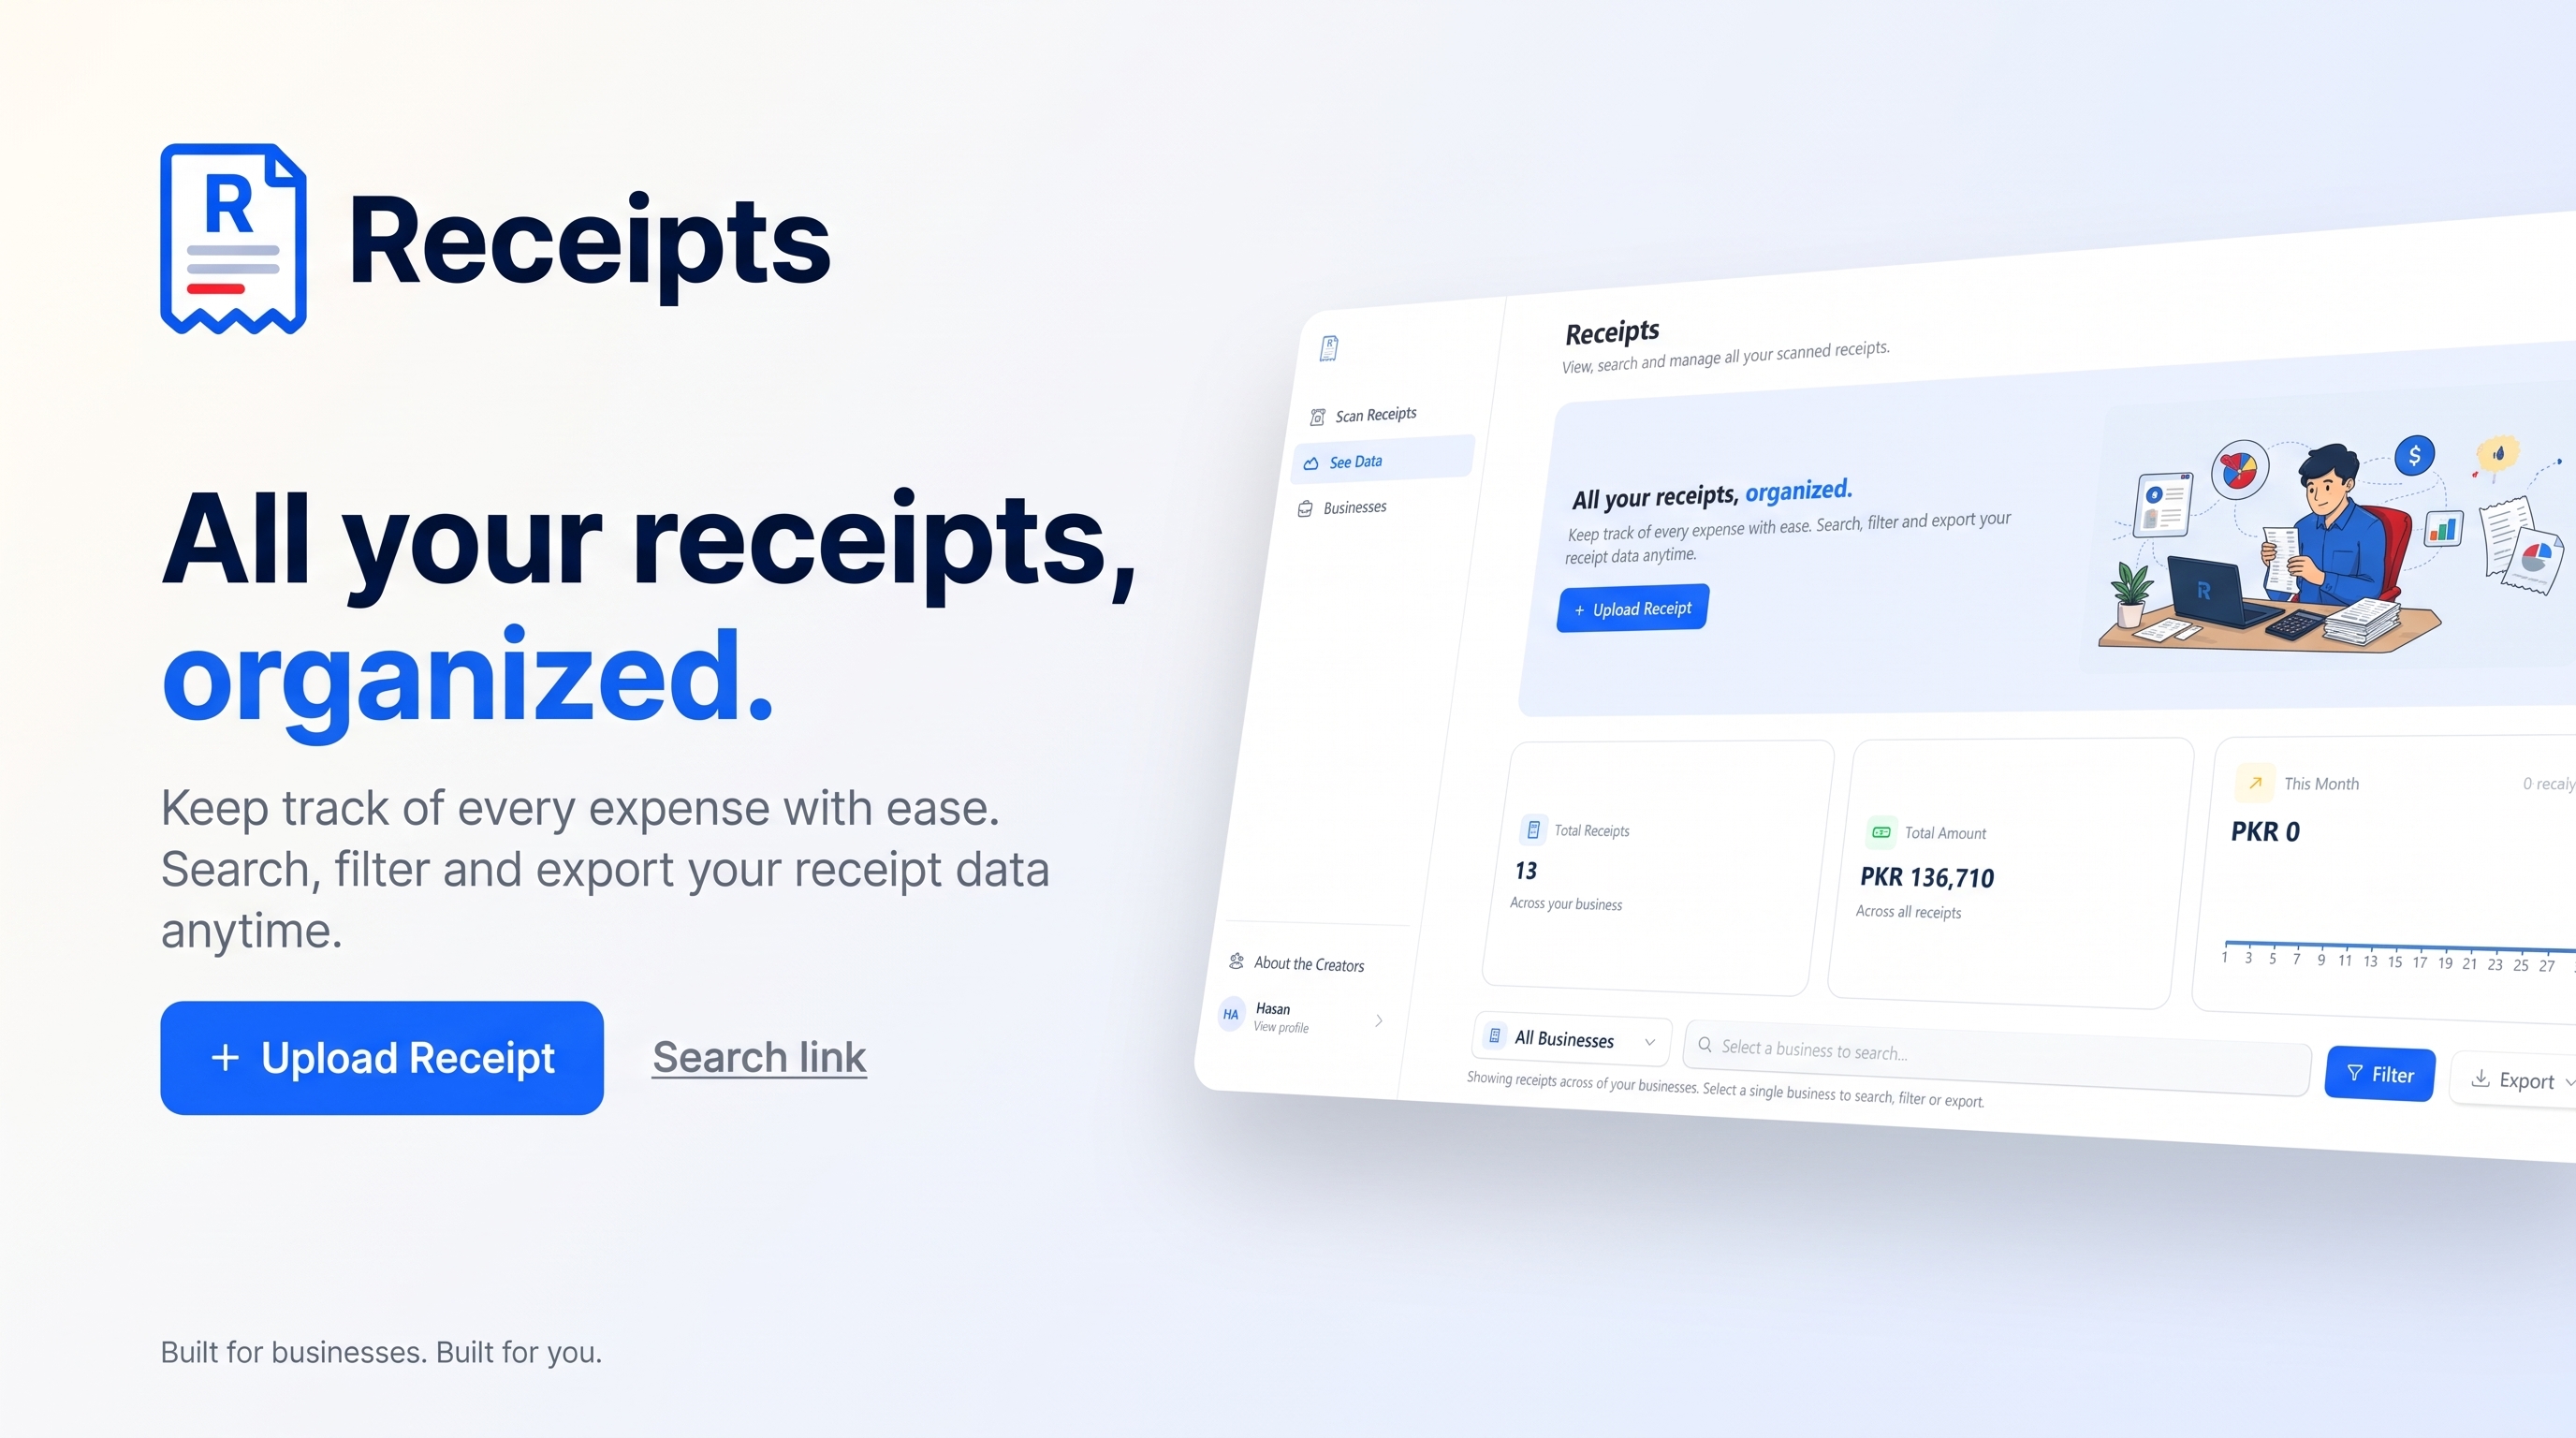 R
Receipts
All your receipts,
organized.
Keep track of every expense with ease.
Search, filter and export your receipt data
anytime.
+ Upload Receipt
Search link
Built for businesses. Built for you.
R
Scan Receipts
See Data
Businesses
About the Creators
HA
Hasan
View profile
Receipts
View, search and manage all your scanned receipts.
All your receipts, organized.
Keep track of every expense with ease. Search, filter and export your
receipt data anytime.
+ Upload Receipt
$
R
Total Receipts
13
Across your business
Total Amount
PKR 136,710
Across all receipts
This Month
0 recaiy
PKR 0
1 3 5 7 9 11 13 15 17 19 21 23 25 27
All Businesses
Select a business to search...
Filter
Export
Showing receipts across of your businesses. Select a single business to search, filter or export.